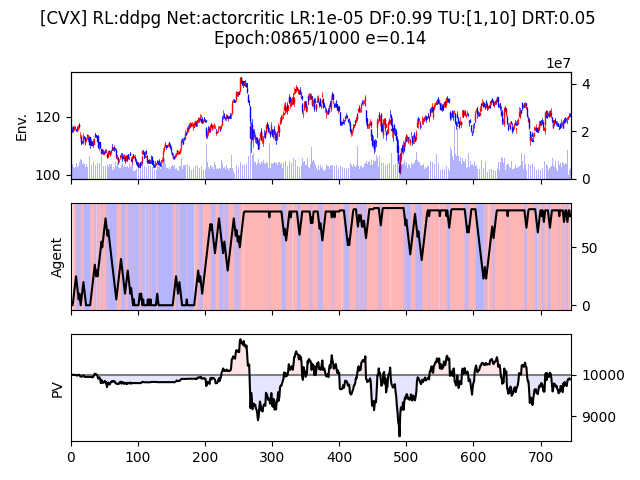 [CVX] RL:ddpg Net:actorcritic LR:1e-05 DF:0.99 TU:[1,10] DRT:0.05
Epoch:0865/1000 e=0.14
1e7
Env.
120
100
4
2
0
Agent
50
0
PV
10000
9000
0 100 200 300 400 500 600 700